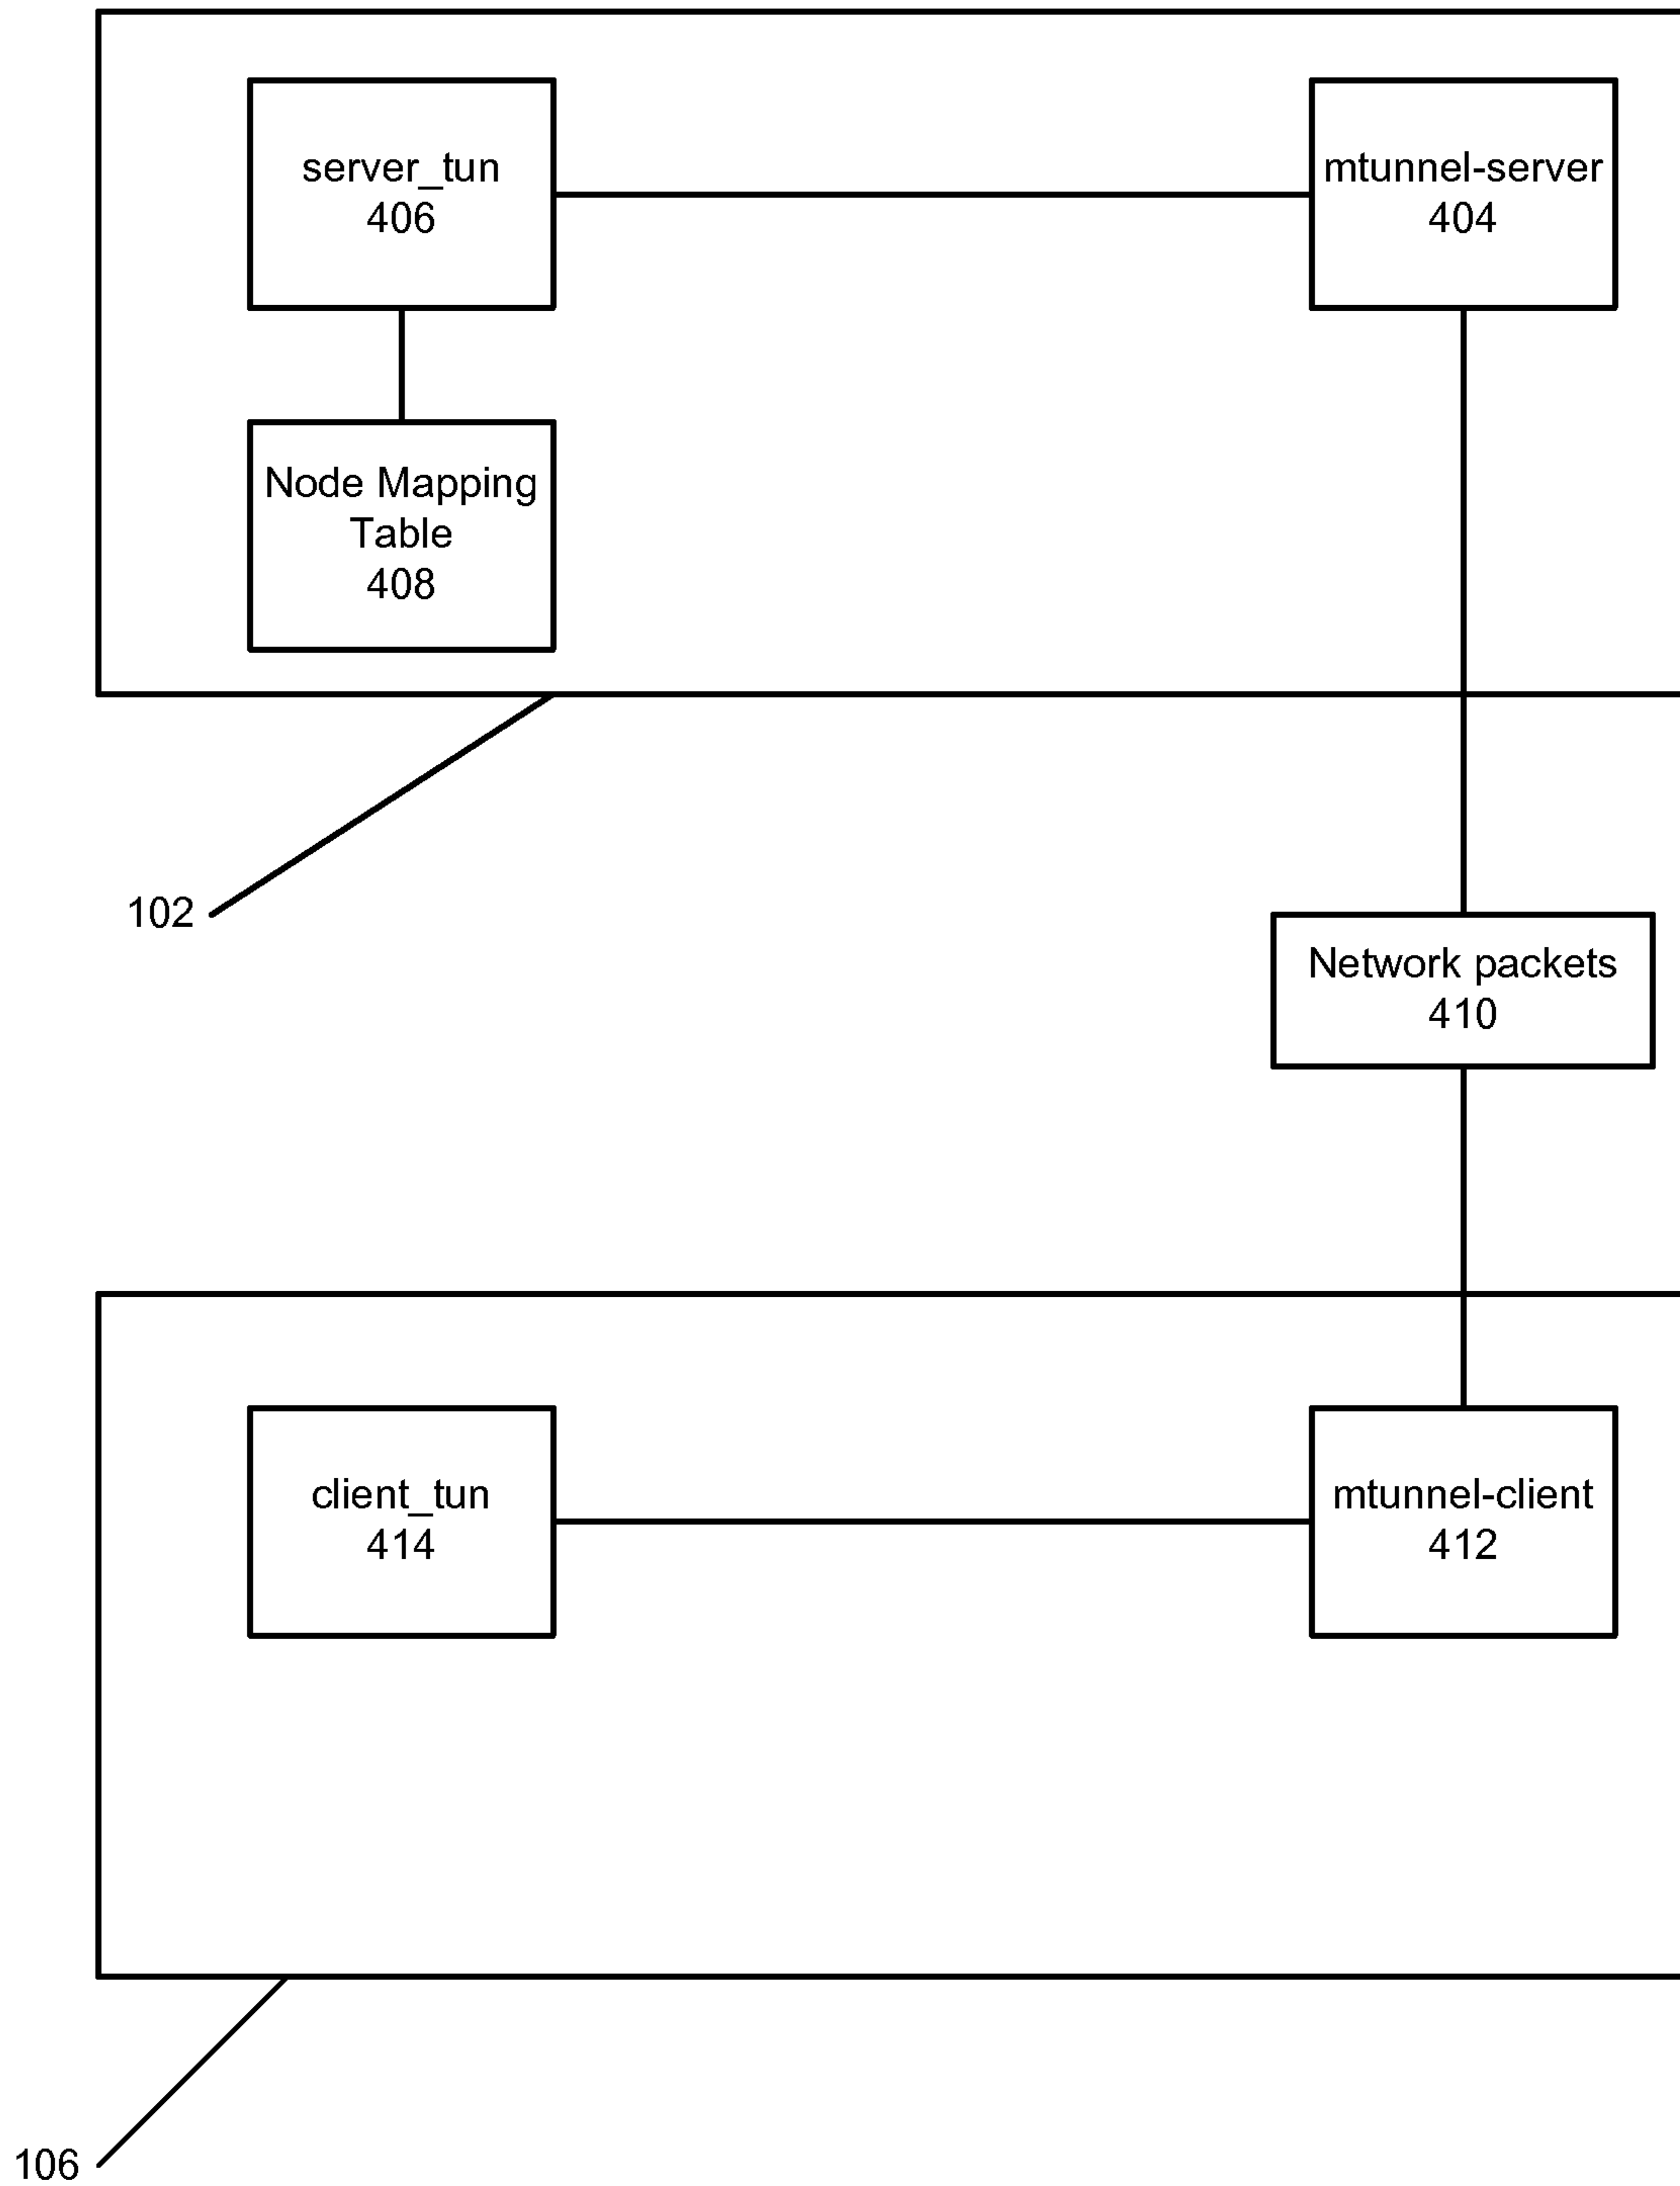 server_tun
406
mtunnel-server
404
Node Mapping
Table
408
102
Network packets
410
client_tun
414
mtunnel-client
412
106